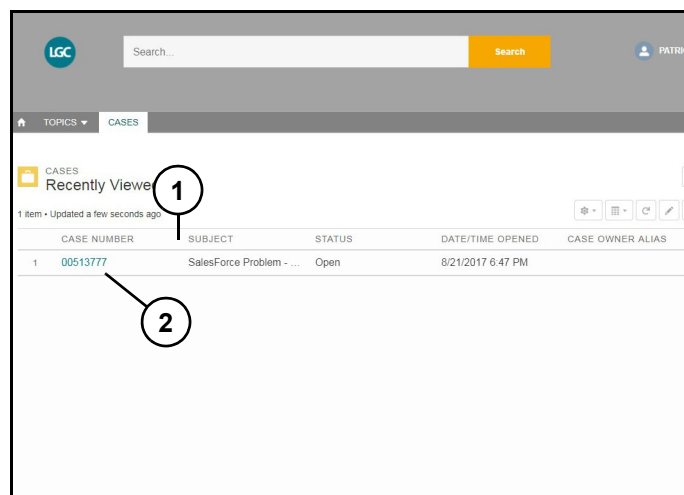 LGC
Search...
Search
PATRI
TOPICS
CASES
CASES
Recently Viewe
1
1 item • Updated a few seconds ago
CASE NUMBER SUBJECT STATUS DATE/TIME OPENED CASE OWNER ALIAS
1 00513777 SalesForce Problem - ... Open 8/21/2017 6:47 PM
2